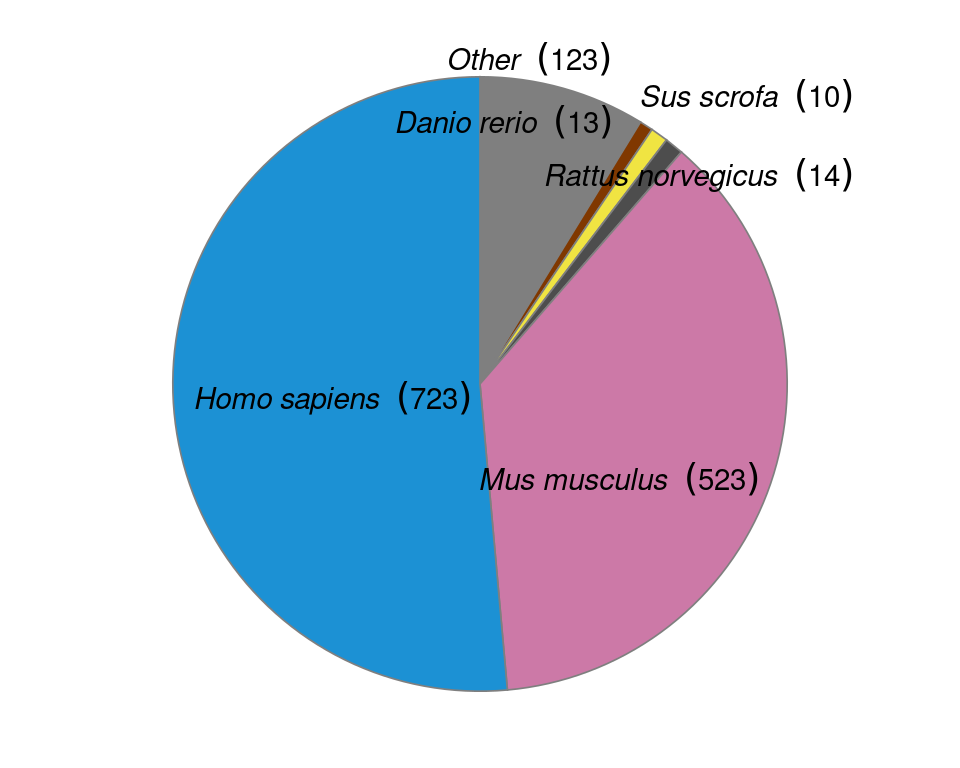 Other (123)
Sus scrofa (10)
Danio rerio (13)
Rattus norvegicus (14)
Homo sapiens (723)
Mus musculus (523)